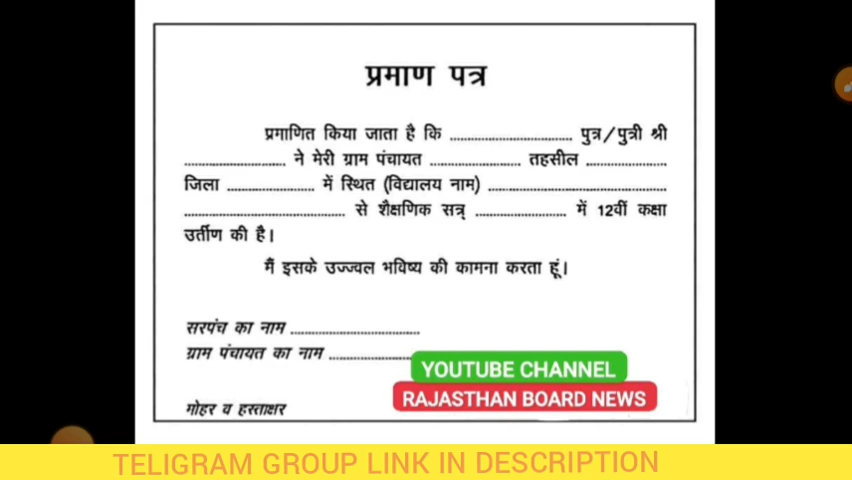 प्रमाण पत्र
प्रमाणित किया जाता है कि .............................. पुत्र/पुत्री श्री
......................... ने मेरी ग्राम पंचायत ....................... तहसील ....................
जिला ...................... में स्थित (विद्यालय नाम) .............................................
........................................ से शैक्षणिक सत्र् ....................... में 12वीं कक्षा
उर्तीण की है।
मैं इसके उज्ज्वल भविष्य की कामना करता हूं।
सरपंच का नाम ................................
ग्राम पंचायत का नाम .....................
YOUTUBE CHANNEL
RAJASTHAN BOARD NEWS
मोहर व हस्ताक्षर
TELIGRAM GROUP LINK IN DESCRIPTION